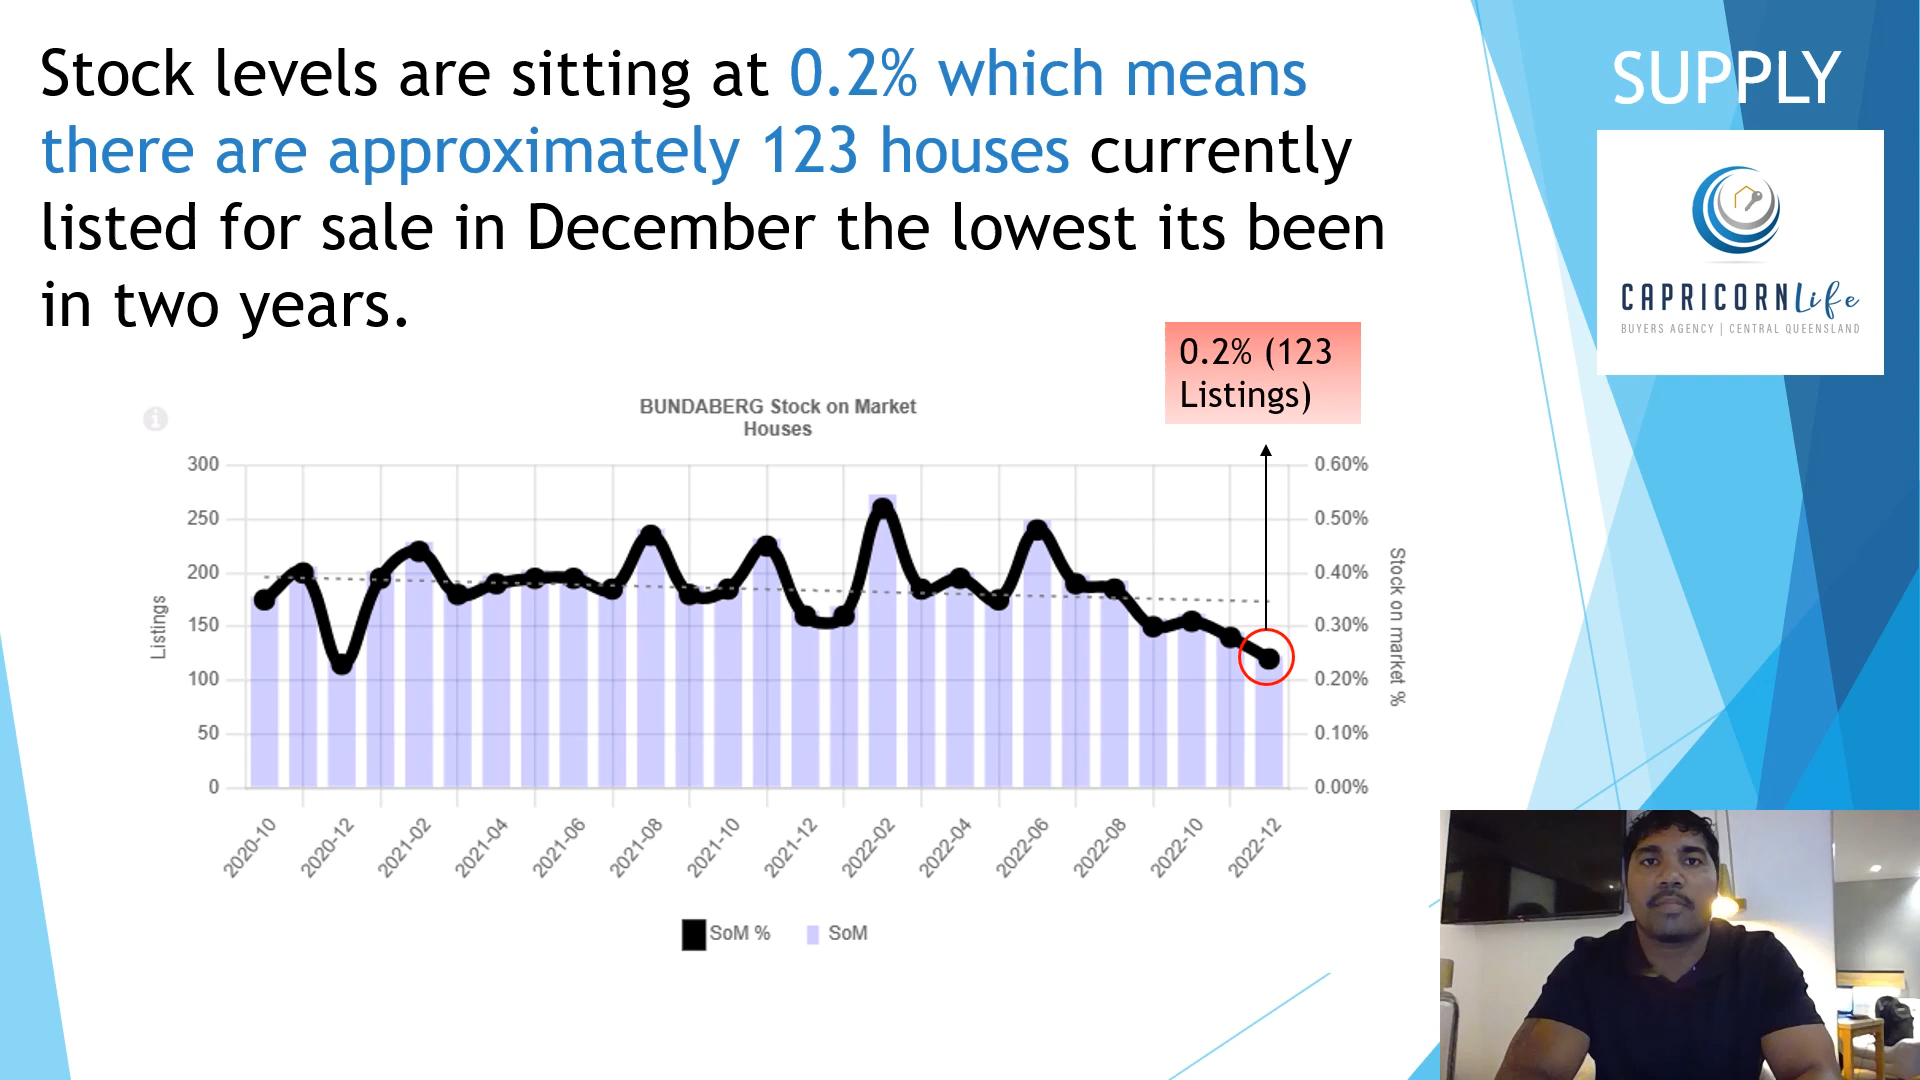 Stock levels are sitting at 0.2% which means
there are approximately 123 houses currently
listed for sale in December the lowest its been
in two years.
SUPPLY
CAPRICORN Life
BUYERS AGENCY | CENTRAL QUEENSLAND
0.2% (123
Listings)
BUNDABERG Stock on Market
Houses
300
250
200
150
100
50
0
Listings
0.60%
0.50%
0.40%
0.30%
0.20%
0.10%
0.00%
Stock on market %
2020-10
2020-12
2021-02
2021-04
2021-06
2021-08
2021-10
2021-12
2022-02
2022-04
2022-06
2022-08
2022-10
2022-12
SoM %
SoM